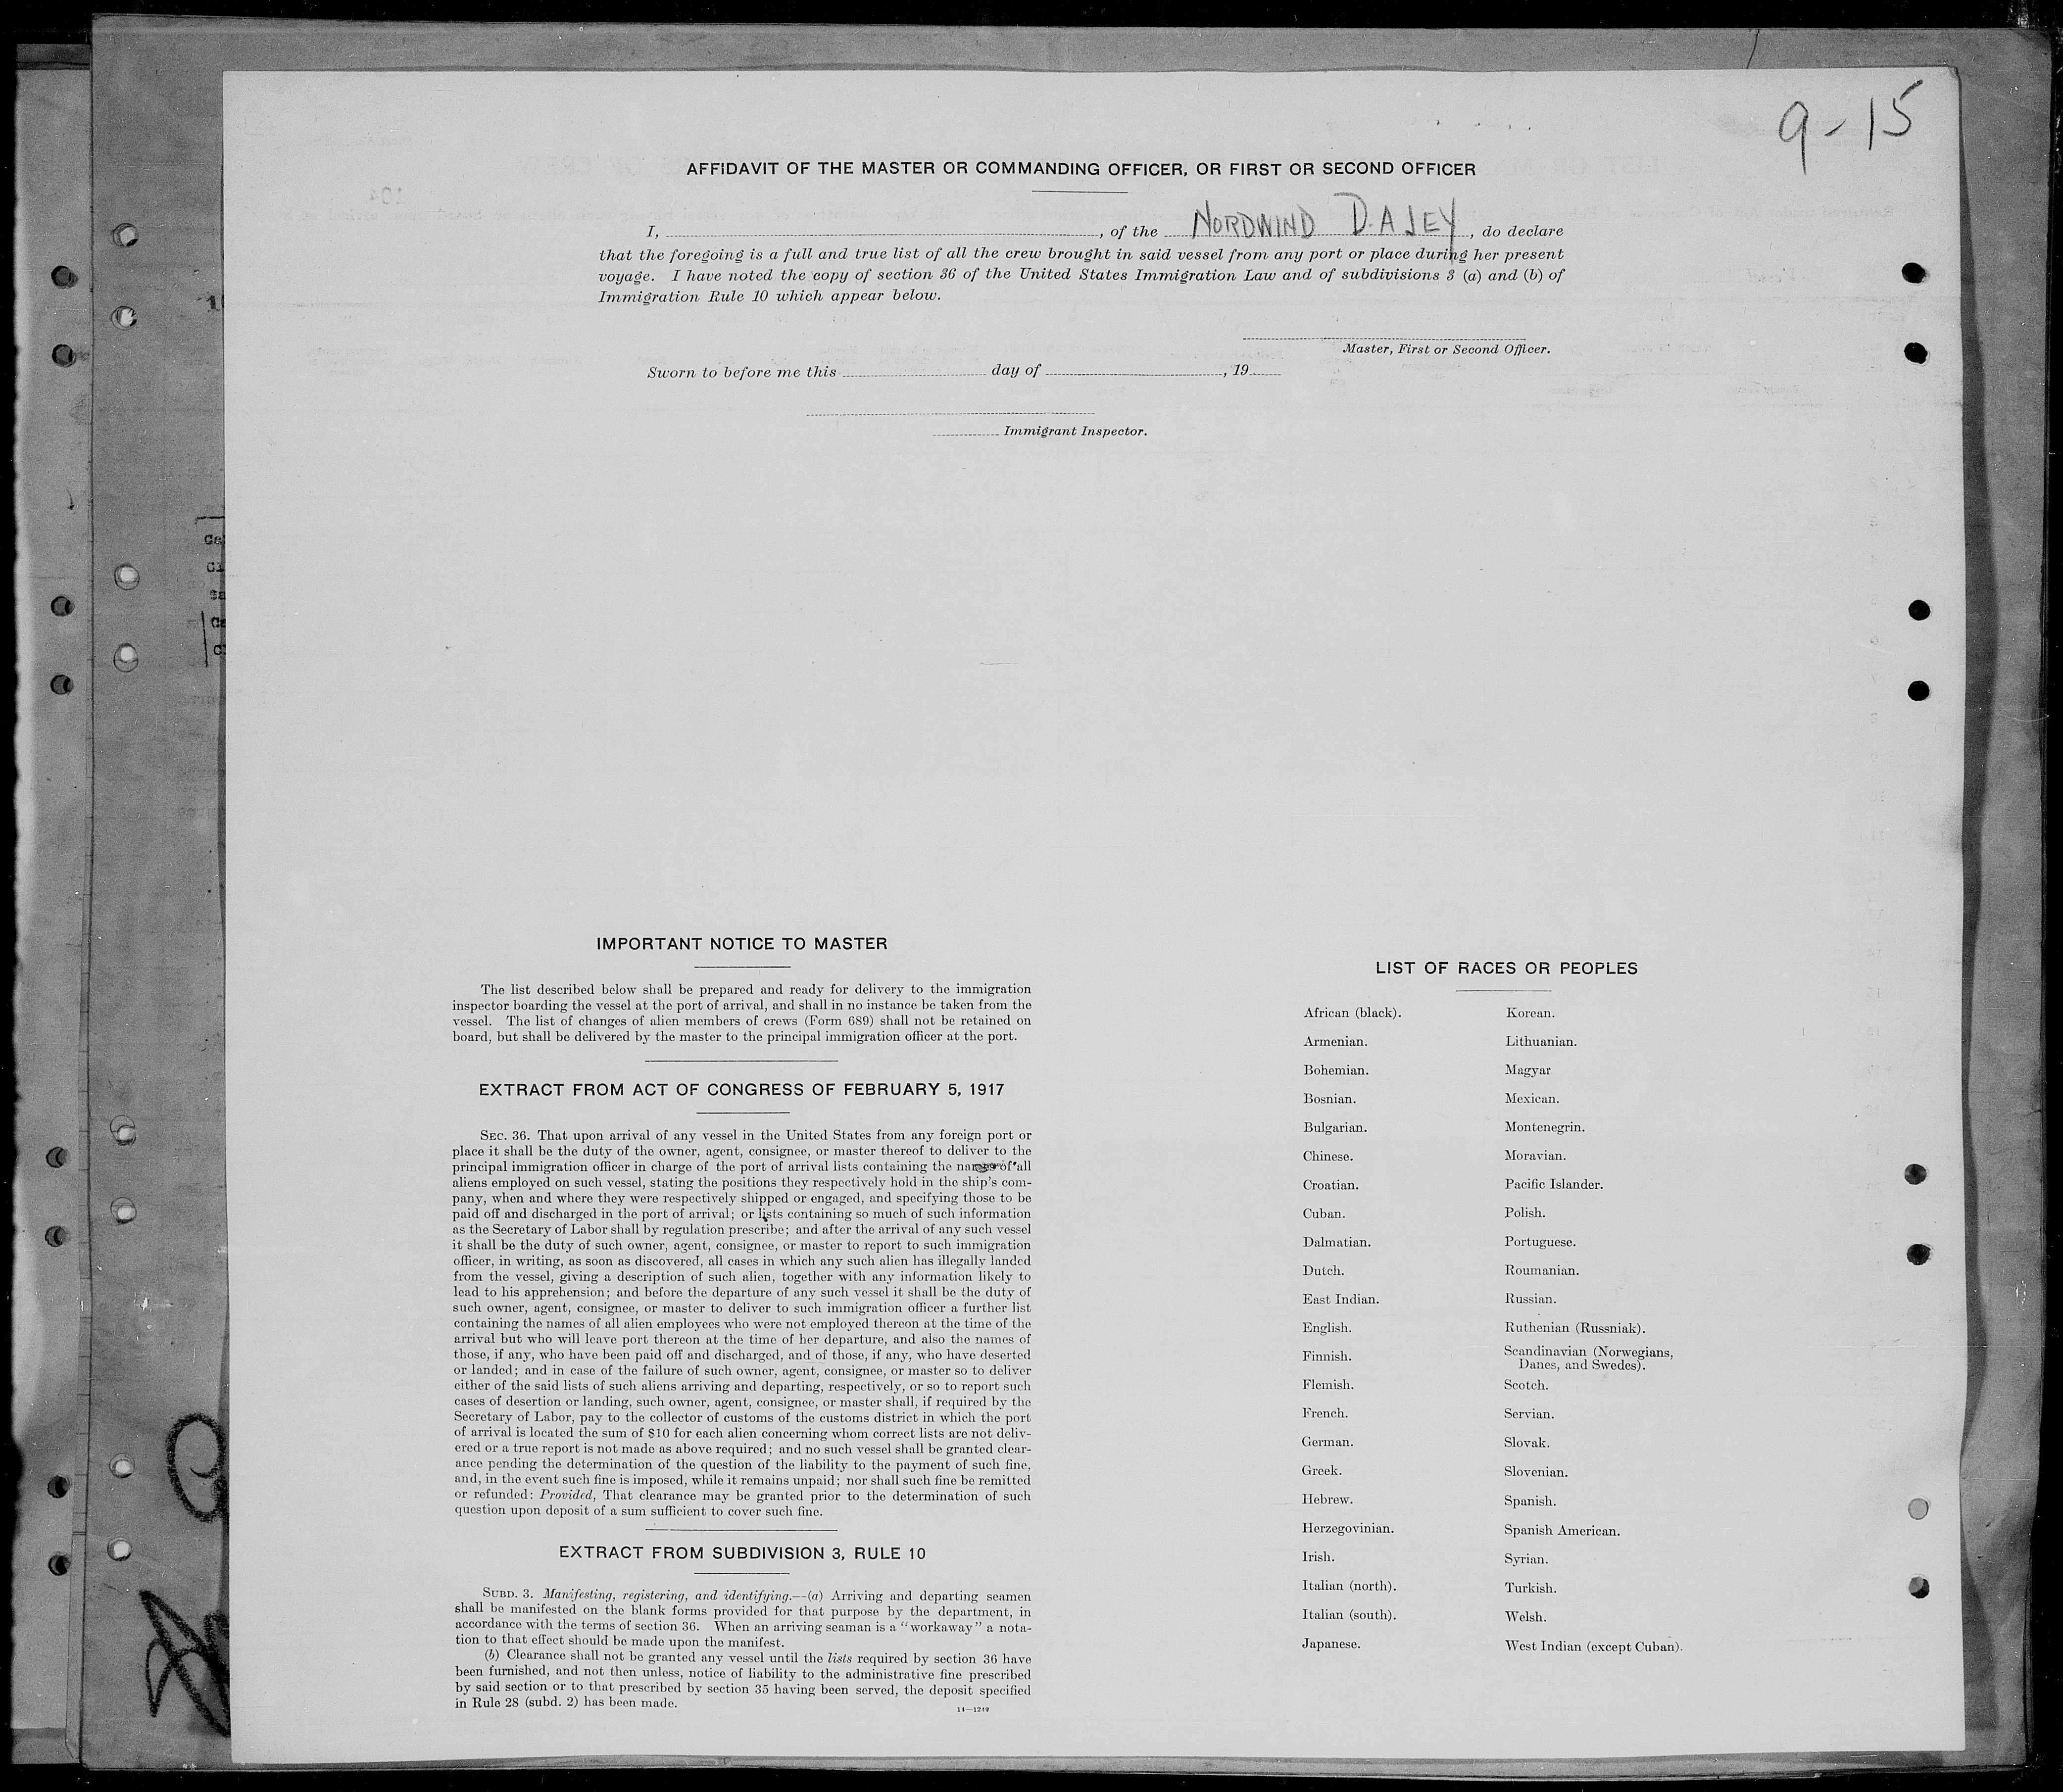 9-15
AFFIDAVIT OF THE MASTER OR COMMANDING OFFICER, OR FIRST OR SECOND OFFICER
I, , of the NORDWIND DAJEY, do declare
that the foregoing is a full and true list of all the crew brought in said vessel from any port or place during her present
voyage. I have noted the copy of section 36 of the United States Immigration Law and of subdivisions 3 (a) and (b) of
Immigration Rule 10 which appear below.
Master, First or Second Officer.
Sworn to before me this day of , 19
Immigrant Inspector.
IMPORTANT NOTICE TO MASTER
The list described below shall be prepared and ready for delivery to the immigration
inspector boarding the vessel at the port of arrival, and shall in no instance be taken from the
vessel. The list of changes of alien members of crews (Form 689) shall not be retained on
board, but shall be delivered by the master to the principal immigration officer at the port.
EXTRACT FROM ACT OF CONGRESS OF FEBRUARY 5, 1917
SEC. 36. That upon arrival of any vessel in the United States from any foreign port or
place it shall be the duty of the owner, agent, consignee, or master thereof to deliver to the
principal immigration officer in charge of the port of arrival lists containing the names of all
aliens employed on such vessel, stating the positions they respectively hold in the ship's com-
pany, when and where they were respectively shipped or engaged, and specifying those to be
paid off and discharged in the port of arrival; or lists containing so much of such information
as the Secretary of Labor shall by regulation prescribe; and after the arrival of any such vessel
it shall be the duty of such owner, agent, consignee, or master to report to such immigration
officer, in writing, as soon as discovered, all cases in which any such alien has illegally landed
from the vessel, giving a description of such alien, together with any information likely to
lead to his apprehension; and before the departure of any such vessel it shall be the duty of
such owner, agent, consignee, or master to deliver to such immigration officer a further list
containing the names of all alien employees who were not employed thereon at the time of the
arrival but who will leave port thereon at the time of her departure, and also the names of
those, if any, who have been paid off and discharged, and of those, if any, who have deserted
or landed; and in case of the failure of such owner, agent, consignee, or master so to deliver
either of the said lists of such aliens arriving and departing, respectively, or so to report such
cases of desertion or landing, such owner, agent, consignee, or master shall, if required by the
Secretary of Labor, pay to the collector of customs of the customs district in which the port
of arrival is located the sum of $10 for each alien concerning whom correct lists are not deliv-
ered or a true report is not made as above required; and no such vessel shall be granted clear-
ance pending the determination of the question of the liability to the payment of such fine,
and, in the event such fine is imposed, while it remains unpaid; nor shall such fine be remitted
or refunded: Provided, That clearance may be granted prior to the determination of such
question upon deposit of a sum sufficient to cover such fine.
EXTRACT FROM SUBDIVISION 3, RULE 10
SUBD. 3. Manifesting, registering, and identifying.—(a) Arriving and departing seamen
shall be manifested on the blank forms provided for that purpose by the department, in
accordance with the terms of section 36. When an arriving seaman is a "workaway" a nota-
tion to that effect should be made upon the manifest.
(b) Clearance shall not be granted any vessel until the lists required by section 36 have
been furnished, and not then unless, notice of liability to the administrative fine prescribed
by said section or to that prescribed by section 35 having been served, the deposit specified
in Rule 28 (subd. 2) has been made.
14—1240
LIST OF RACES OR PEOPLES
African (black).
Armenian.
Bohemian.
Bosnian.
Bulgarian.
Chinese.
Croatian.
Cuban.
Dalmatian.
Dutch.
East Indian.
English.
Finnish.
Flemish.
French.
German.
Greek.
Hebrew.
Herzegovinian.
Irish.
Italian (north).
Italian (south).
Japanese.
Korean.
Lithuanian.
Magyar
Mexican.
Montenegrin.
Moravian.
Pacific Islander.
Polish.
Portuguese.
Roumanian.
Russian.
Ruthenian (Russniak).
Scandinavian (Norwegians,
Danes, and Swedes).
Scotch.
Servian.
Slovak.
Slovenian.
Spanish.
Spanish American.
Syrian.
Turkish.
Welsh.
West Indian (except Cuban).